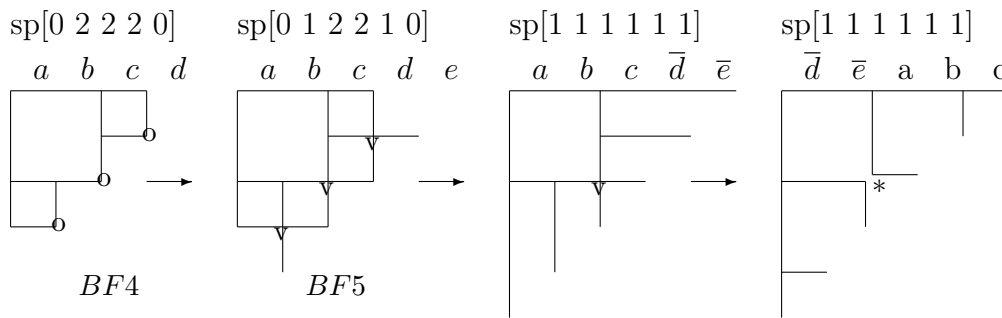 sp[0 2 2 2 0] sp[0 1 2 2 1 0] sp[1 1 1 1 1 1] sp[1 1 1 1 1 1]
a b c d a b c d e a b c d̅ e̅ d̅ e̅ a b c
o v
o v v *
o v
BF4 BF5